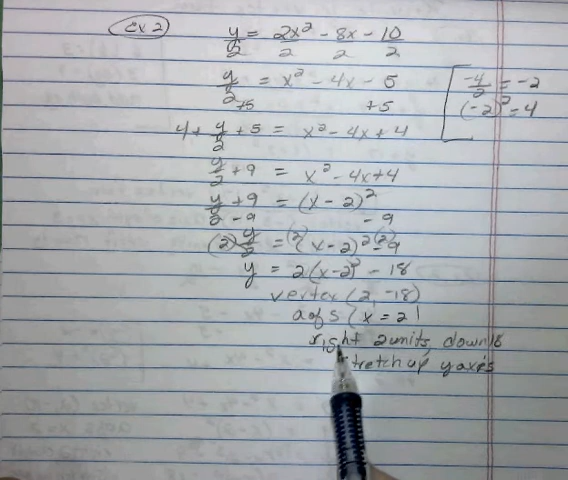 ex 2
y/2 = 2x²/2 - 8x/2 - 10/2
y/2 = x² - 4x - 5
+5 +5
-4/2 = -2
(-2)² = 4
4 + y/2 + 5 = x² - 4x + 4
y/2 + 9 = x² - 4x + 4
y/2 + 9 = (x - 2)²
- 9 - 9
(2) y/2 = (2)(x - 2)² - 9(2)
y = 2(x-2)² - 18
vertex (2, -18)
a of s { x = 2 }
right 2 units, down 18
stretch up y axis